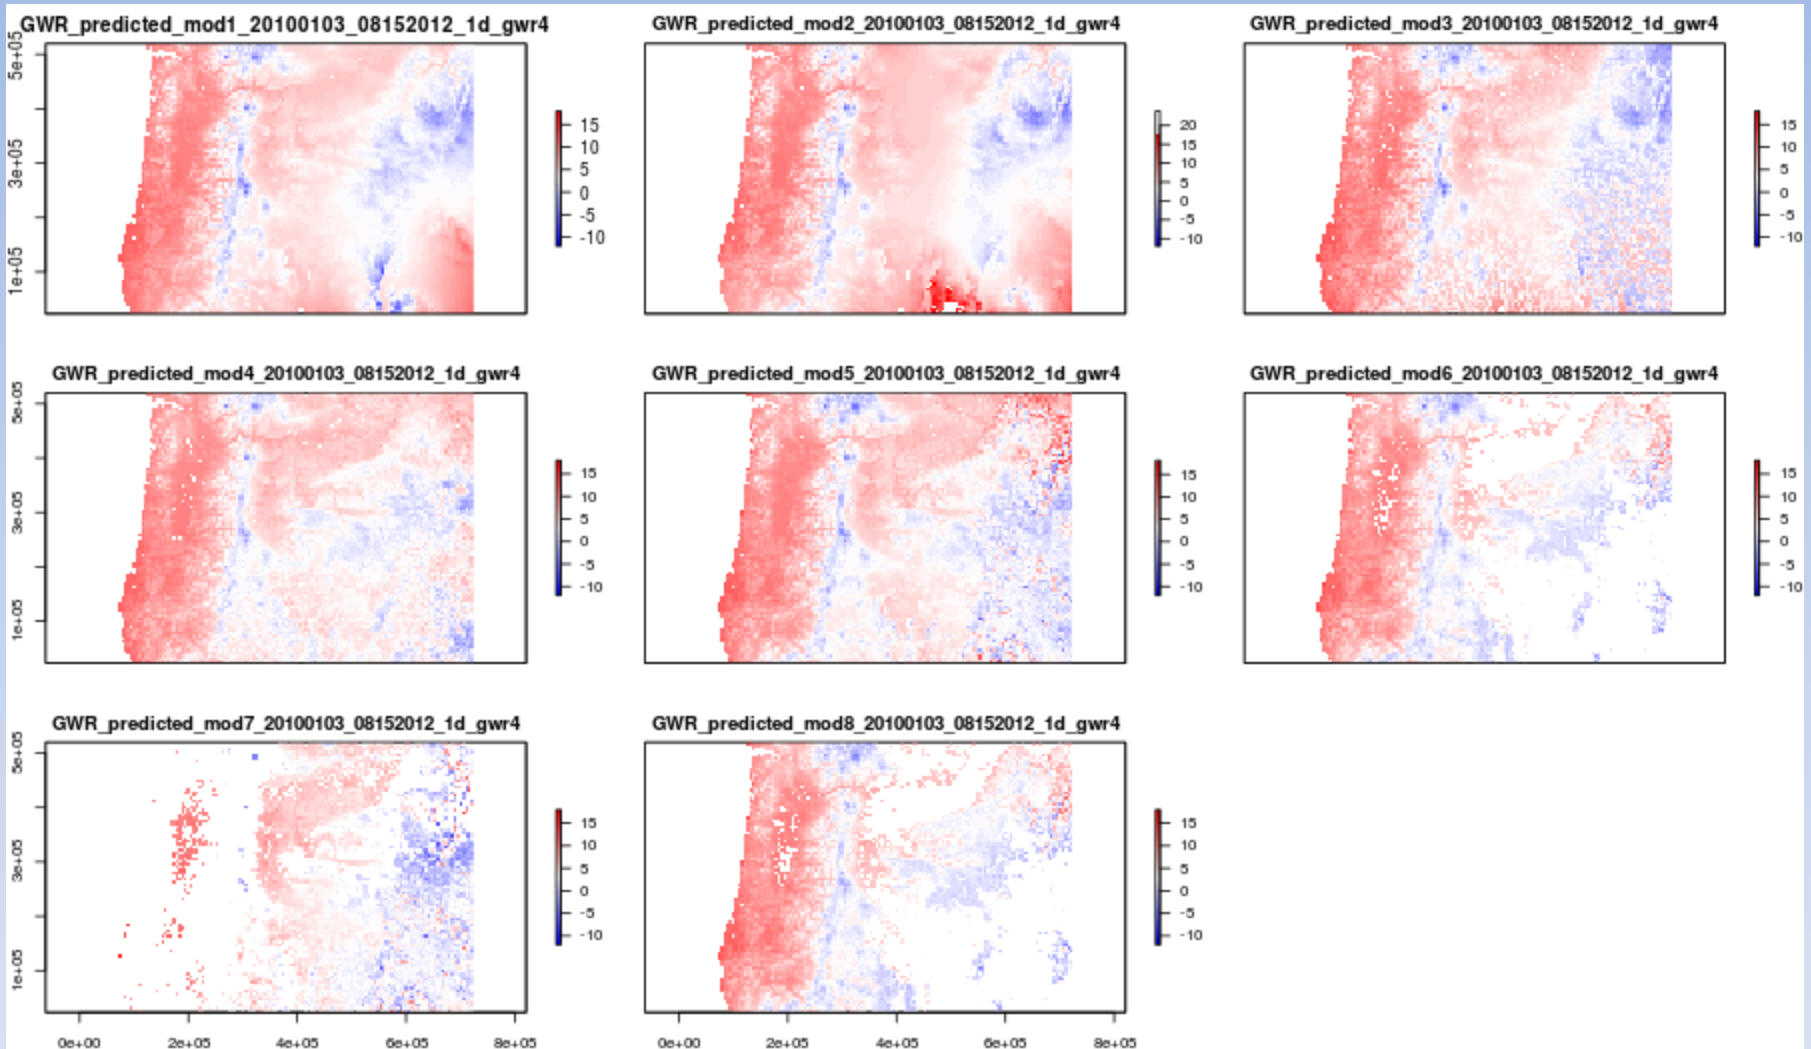 GWR_predicted_mod1_20100103_08152012_1d_gwr4
GWR_predicted_mod2_20100103_08152012_1d_gwr4
GWR_predicted_mod3_20100103_08152012_1d_gwr4
5e+05
3e+05
1e+05
15
10
5
0
-5
-10
20
15
10
5
0
-5
-10
15
10
5
0
-5
-10
GWR_predicted_mod4_20100103_08152012_1d_gwr4
GWR_predicted_mod5_20100103_08152012_1d_gwr4
GWR_predicted_mod6_20100103_08152012_1d_gwr4
5e+05
3e+05
1e+05
15
10
5
0
-5
-10
15
10
5
0
-5
-10
15
10
5
0
-5
-10
GWR_predicted_mod7_20100103_08152012_1d_gwr4
GWR_predicted_mod8_20100103_08152012_1d_gwr4
5e+05
3e+05
1e+05
15
10
5
0
-5
-10
15
10
5
0
-5
-10
0e+00 2e+05 4e+05 6e+05 8e+05
0e+00 2e+05 4e+05 6e+05 8e+05